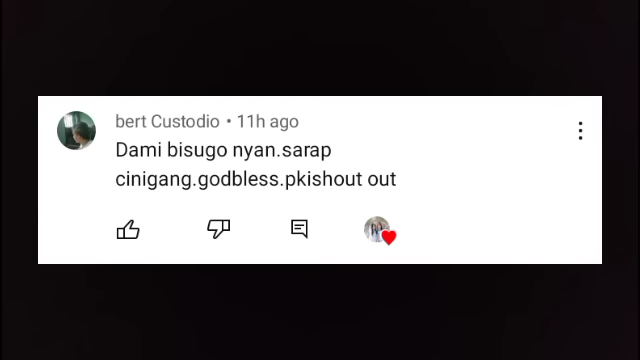 bert Custodio • 11h ago
Dami bisugo nyan.sarap
cinigang.godbless.pkishout out